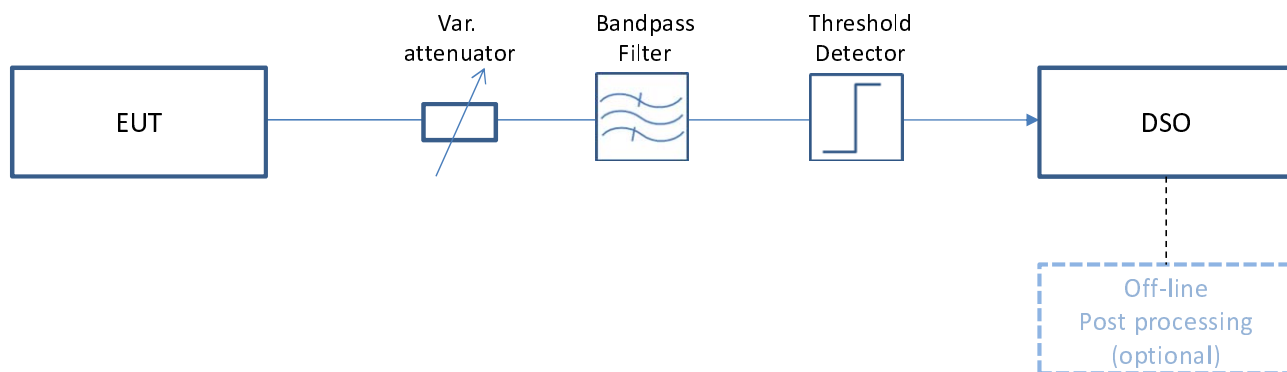 Var.
attenuator
Bandpass
Filter
Threshold
Detector
EUT
DSO
Off-line
Post processing
(optional)